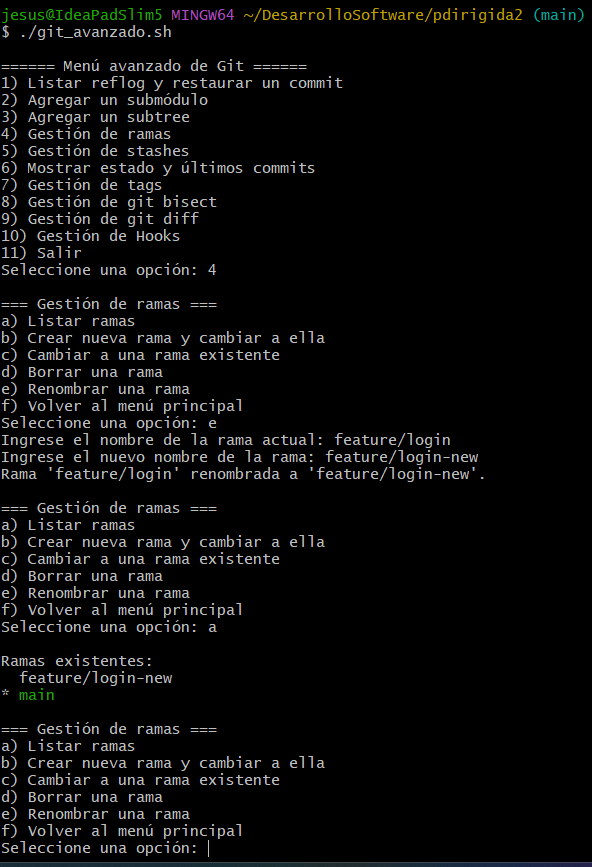 jesus@IdeaPadSlim5 MINGW64 ~/DesarrolloSoftware/pdirigida2 (main)
$ ./git_avanzado.sh
====== Menú avanzado de Git ======
1) Listar reflog y restaurar un commit
2) Agregar un submódulo
3) Agregar un subtree
4) Gestión de ramas
5) Gestión de stashes
6) Mostrar estado y últimos commits
7) Gestión de tags
8) Gestión de git bisect
9) Gestión de git diff
10) Gestión de Hooks
11) Salir
Seleccione una opción: 4
=== Gestión de ramas ===
a) Listar ramas
b) Crear nueva rama y cambiar a ella
c) Cambiar a una rama existente
d) Borrar una rama
e) Renombrar una rama
f) Volver al menú principal
Seleccione una opción: e
Ingrese el nombre de la rama actual: feature/login
Ingrese el nuevo nombre de la rama: feature/login-new
Rama 'feature/login' renombrada a 'feature/login-new'.
=== Gestión de ramas ===
a) Listar ramas
b) Crear nueva rama y cambiar a ella
c) Cambiar a una rama existente
d) Borrar una rama
e) Renombrar una rama
f) Volver al menú principal
Seleccione una opción: a
Ramas existentes:
  feature/login-new
* main
=== Gestión de ramas ===
a) Listar ramas
b) Crear nueva rama y cambiar a ella
c) Cambiar a una rama existente
d) Borrar una rama
e) Renombrar una rama
f) Volver al menú principal
Seleccione una opción: